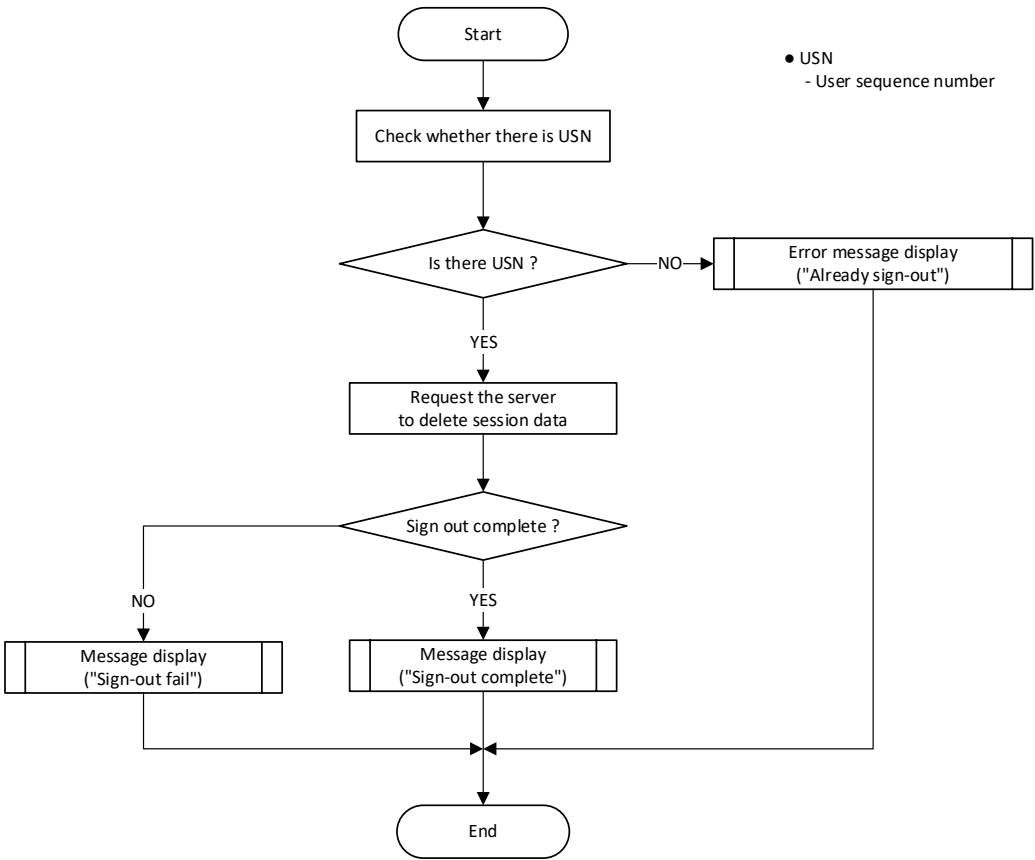 Start
● USN
- User sequence number
Check whether there is USN
Is there USN ?
NO
Error message display
("Already sign-out")
YES
Request the server
to delete session data
Sign out complete ?
NO
YES
Message display
("Sign-out fail")
Message display
("Sign-out complete")
End